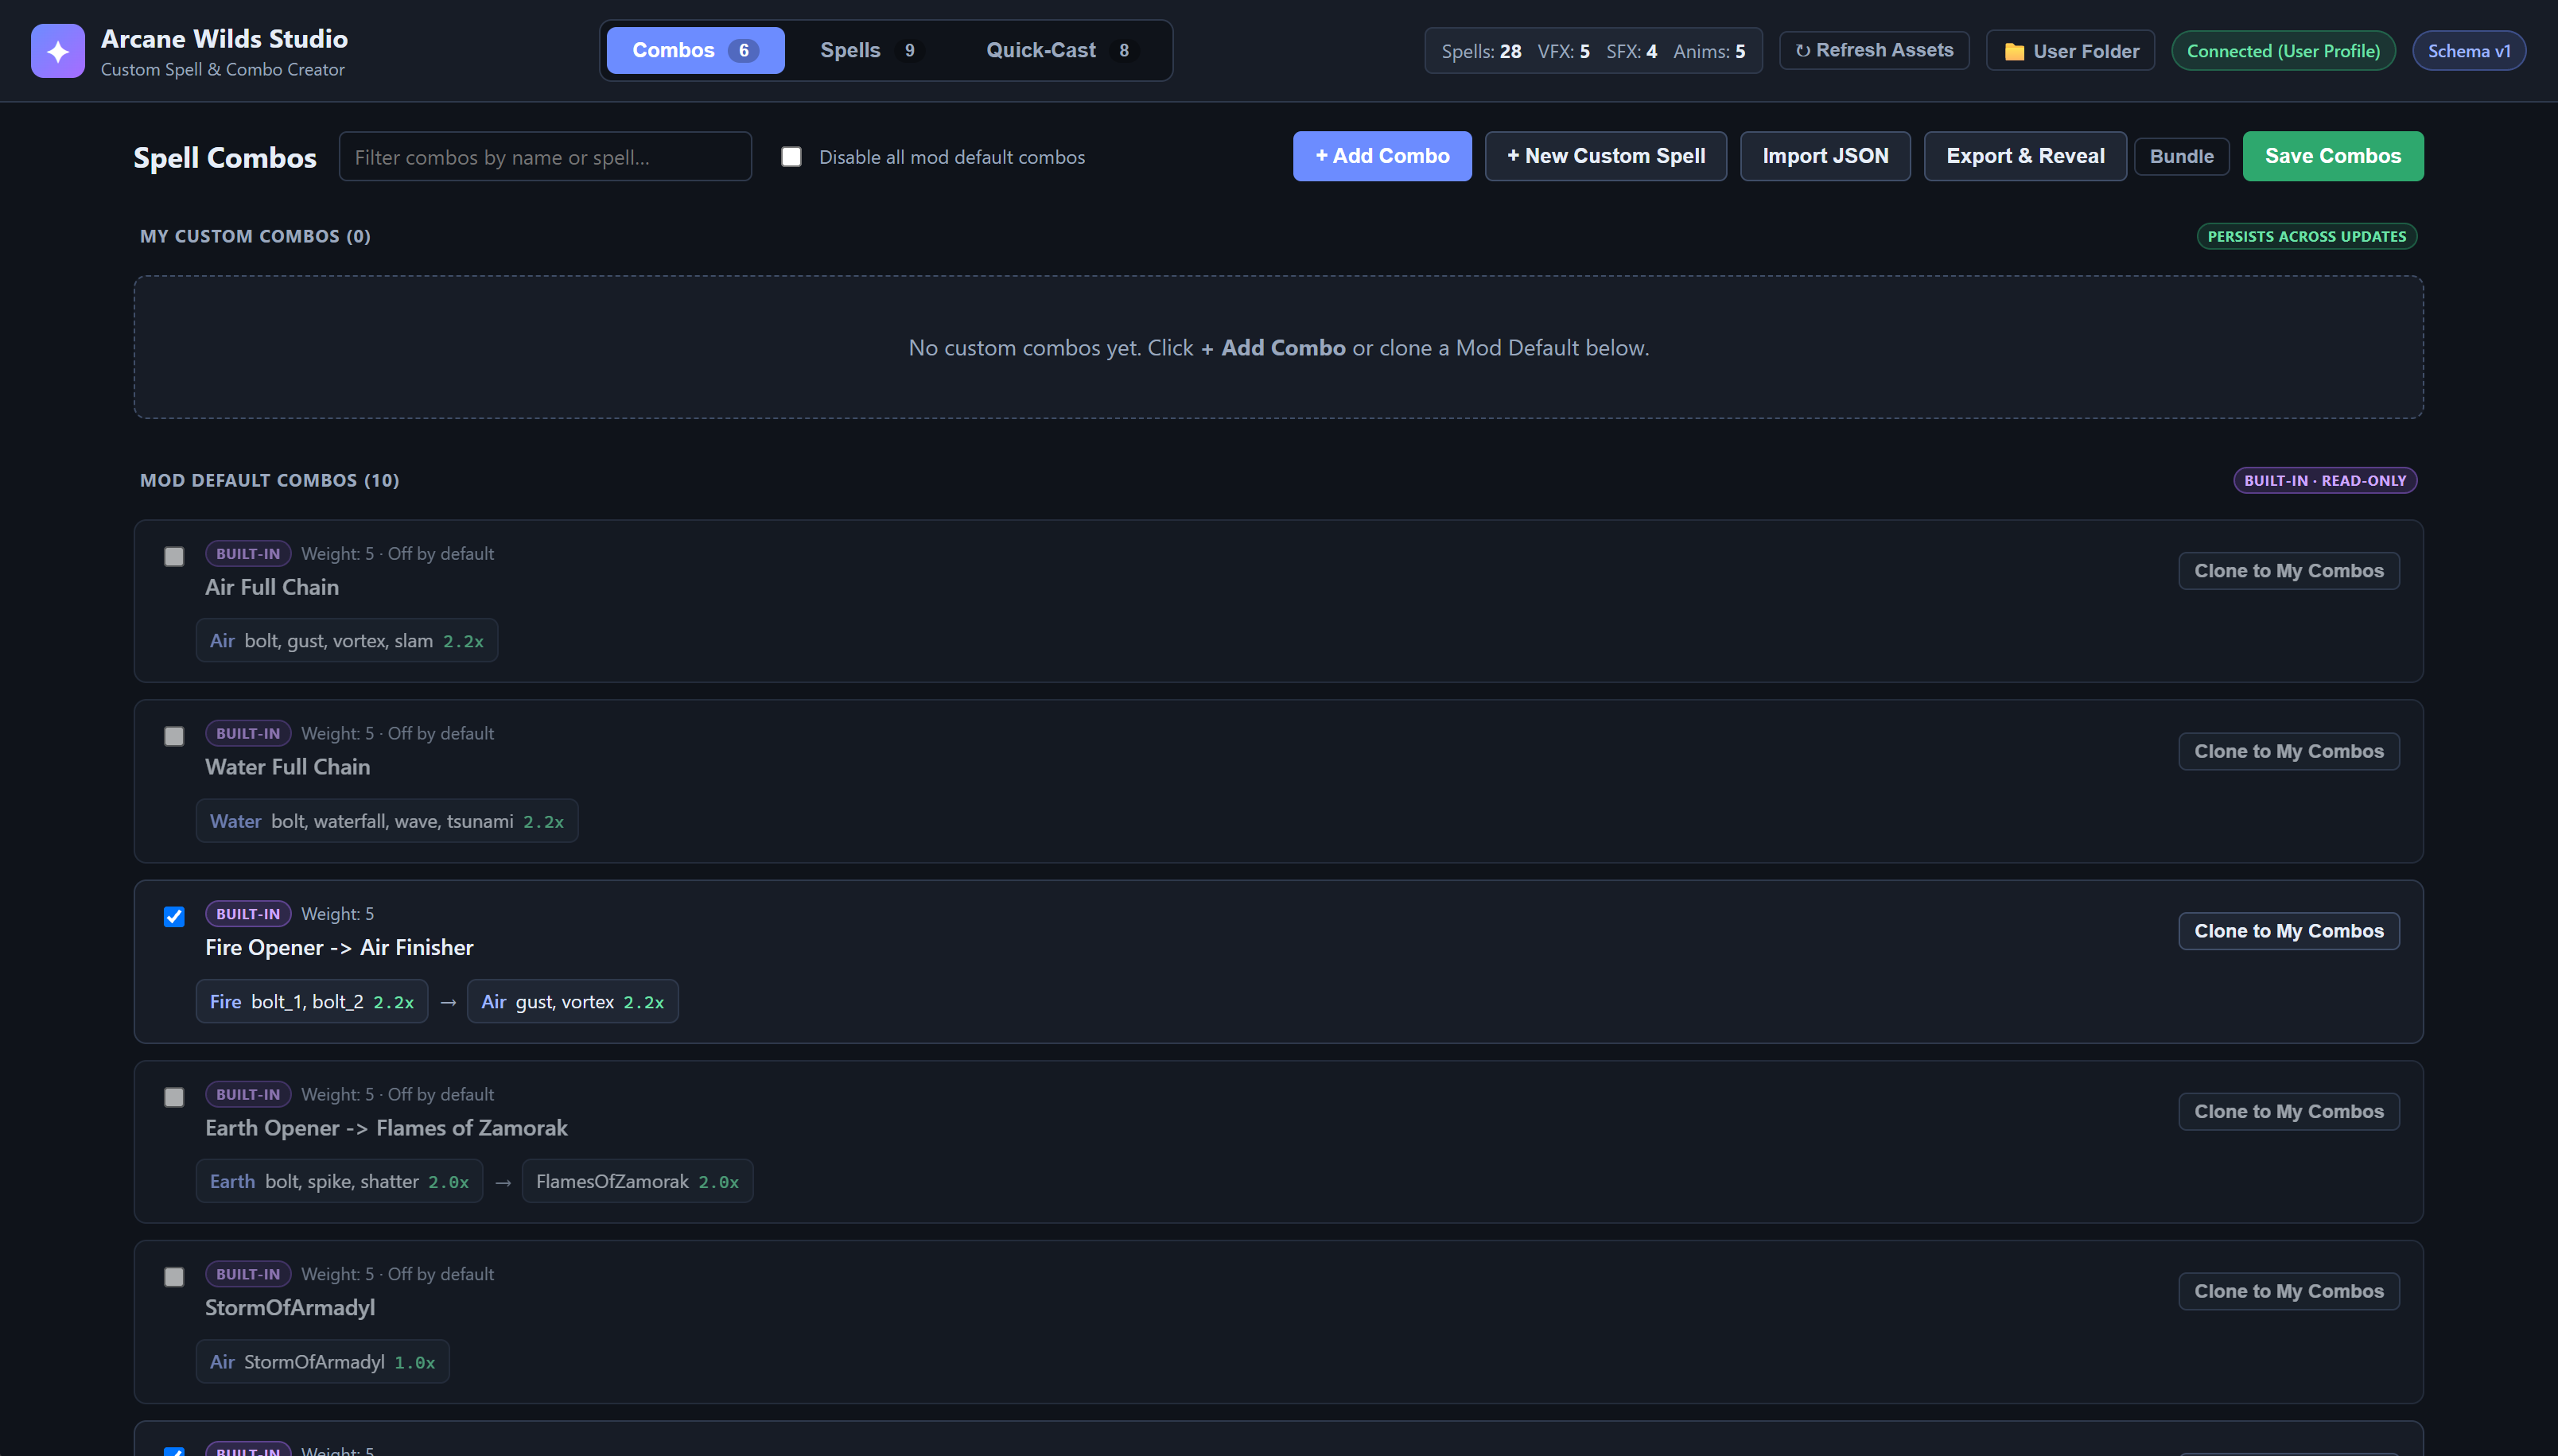 Arcane Wilds Studio
Custom Spell & Combo Creator
Combos 6
Spells 9
Quick-Cast 8
Spells: 28 VFX: 5 SFX: 4 Anims: 5
↻ Refresh Assets
User Folder
Connected (User Profile)
Schema v1
Spell Combos
Filter combos by name or spell...
Disable all mod default combos
+ Add Combo
+ New Custom Spell
Import JSON
Export & Reveal
Bundle
Save Combos
MY CUSTOM COMBOS (0)
PERSISTS ACROSS UPDATES
No custom combos yet. Click + Add Combo or clone a Mod Default below.
MOD DEFAULT COMBOS (10)
BUILT-IN · READ-ONLY
BUILT-IN Weight: 5 · Off by default
Air Full Chain
Clone to My Combos
Air bolt, gust, vortex, slam 2.2x
BUILT-IN Weight: 5 · Off by default
Water Full Chain
Clone to My Combos
Water bolt, waterfall, wave, tsunami 2.2x
BUILT-IN Weight: 5
Fire Opener -> Air Finisher
Clone to My Combos
Fire bolt_1, bolt_2 2.2x → Air gust, vortex 2.2x
BUILT-IN Weight: 5 · Off by default
Earth Opener -> Flames of Zamorak
Clone to My Combos
Earth bolt, spike, shatter 2.0x → FlamesOfZamorak 2.0x
BUILT-IN Weight: 5 · Off by default
StormOfArmadyl
Clone to My Combos
Air StormOfArmadyl 1.0x
BUILT-IN Weight: 5